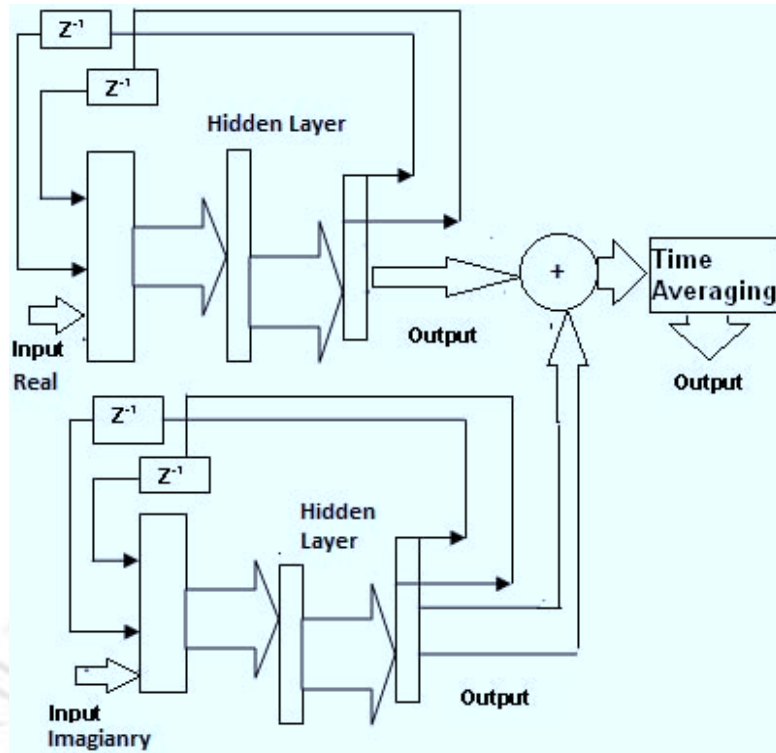 Z⁻¹
Z⁻¹
Hidden Layer
+
Time
Averaging
Input
Real
Output
Output
Z⁻¹
Z⁻¹
Hidden
Layer
Input
Imagianry
Output